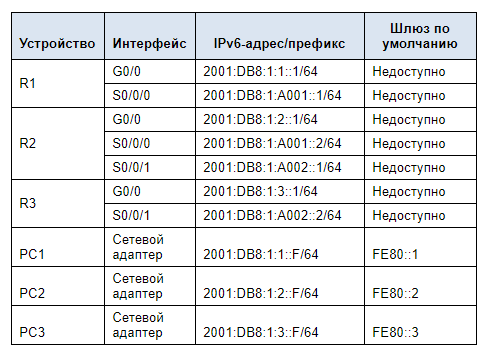 Устройство Интерфейс IPv6-адрес/префикс Шлюз по
умолчанию
R1 G0/0 2001:DB8:1:1::1/64 Недоступно
S0/0/0 2001:DB8:1:A001::1/64 Недоступно
R2 G0/0 2001:DB8:1:2::1/64 Недоступно
S0/0/0 2001:DB8:1:A001::2/64 Недоступно
S0/0/1 2001:DB8:1:A002::1/64 Недоступно
R3 G0/0 2001:DB8:1:3::1/64 Недоступно
S0/0/1 2001:DB8:1:A002::2/64 Недоступно
PC1 Сетевой
адаптер 2001:DB8:1:1::F/64 FE80::1
PC2 Сетевой
адаптер 2001:DB8:1:2::F/64 FE80::2
PC3 Сетевой
адаптер 2001:DB8:1:3::F/64 FE80::3